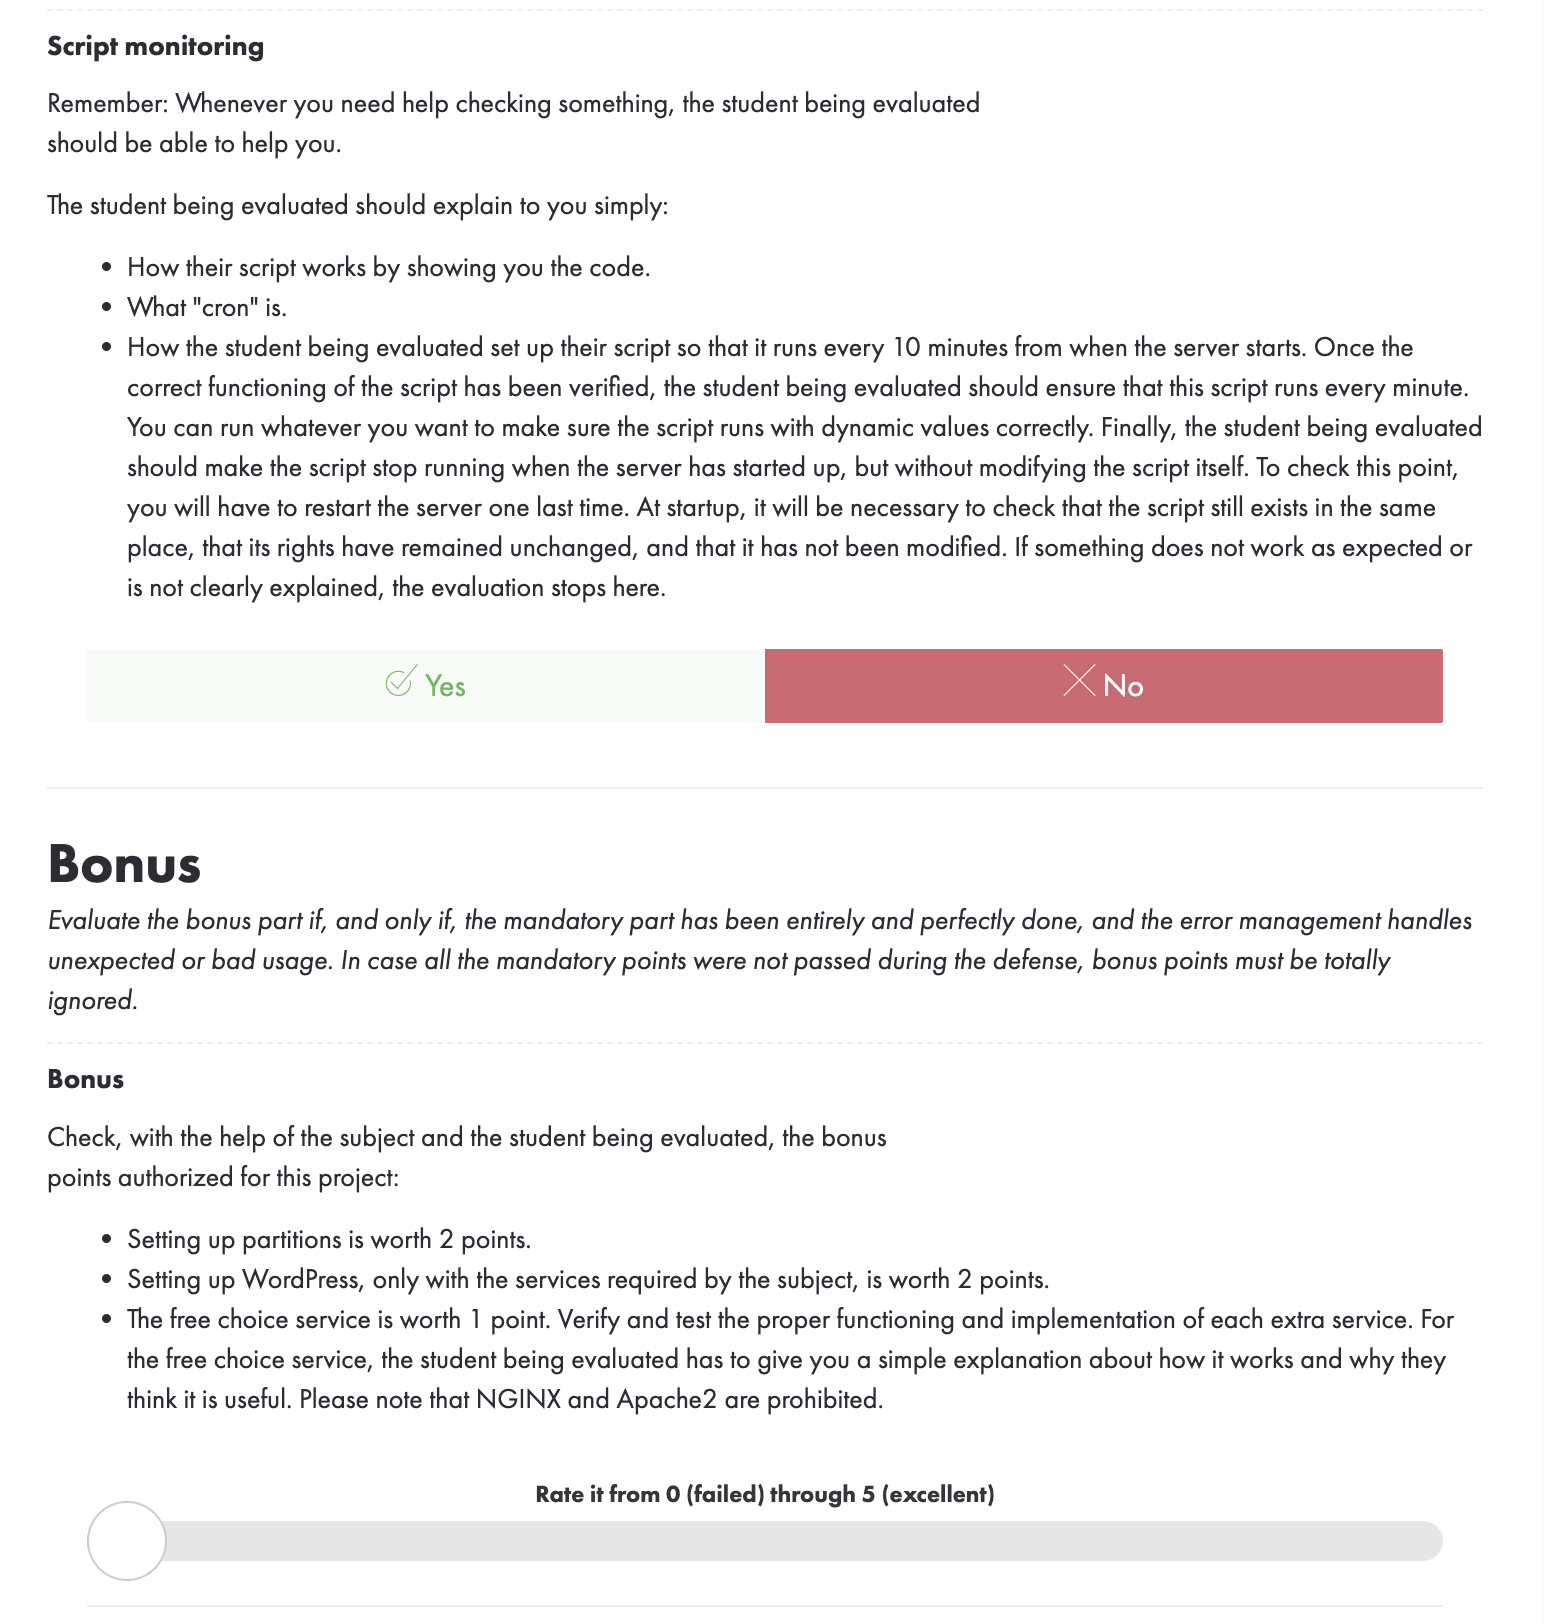 Script monitoring
Remember: Whenever you need help checking something, the student being evaluated
should be able to help you.
The student being evaluated should explain to you simply:
• How their script works by showing you the code.
• What "cron" is.
• How the student being evaluated set up their script so that it runs every 10 minutes from when the server starts. Once the
correct functioning of the script has been verified, the student being evaluated should ensure that this script runs every minute.
You can run whatever you want to make sure the script runs with dynamic values correctly. Finally, the student being evaluated
should make the script stop running when the server has started up, but without modifying the script itself. To check this point,
you will have to restart the server one last time. At startup, it will be necessary to check that the script still exists in the same
place, that its rights have remained unchanged, and that it has not been modified. If something does not work as expected or
is not clearly explained, the evaluation stops here.
Yes
No
Bonus
Evaluate the bonus part if, and only if, the mandatory part has been entirely and perfectly done, and the error management handles
unexpected or bad usage. In case all the mandatory points were not passed during the defense, bonus points must be totally
ignored.
Bonus
Check, with the help of the subject and the student being evaluated, the bonus
points authorized for this project:
• Setting up partitions is worth 2 points.
• Setting up WordPress, only with the services required by the subject, is worth 2 points.
• The free choice service is worth 1 point. Verify and test the proper functioning and implementation of each extra service. For
the free choice service, the student being evaluated has to give you a simple explanation about how it works and why they
think it is useful. Please note that NGINX and Apache2 are prohibited.
Rate it from 0 (failed) through 5 (excellent)